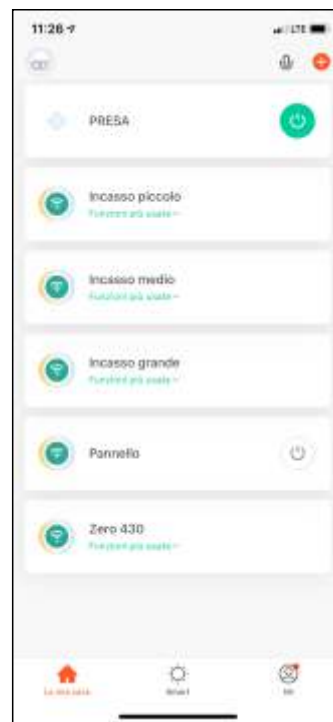 11:26
LTE
PRESA
Incasso piccolo
Funzioni più usate
Incasso medio
Funzioni più usate
Incasso grande
Funzioni più usate
Pannello
Zero 430
Funzioni più usate
La mia casa
Smart